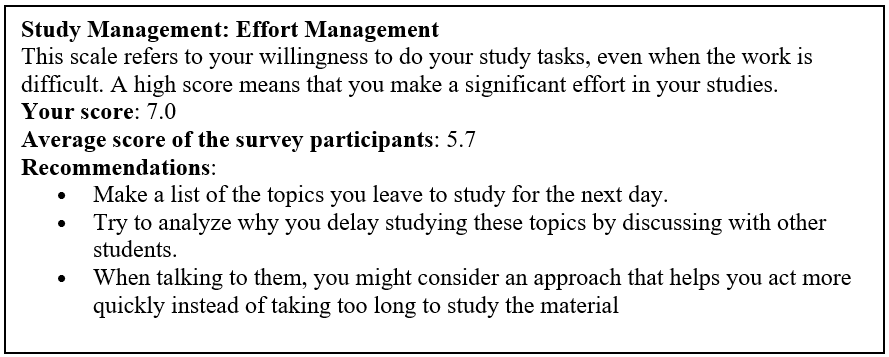 Study Management: Effort Management
This scale refers to your willingness to do your study tasks, even when the work is
difficult. A high score means that you make a significant effort in your studies.
Your score: 7.0
Average score of the survey participants: 5.7
Recommendations:
• Make a list of the topics you leave to study for the next day.
• Try to analyze why you delay studying these topics by discussing with other
students.
• When talking to them, you might consider an approach that helps you act more
quickly instead of taking too long to study the material